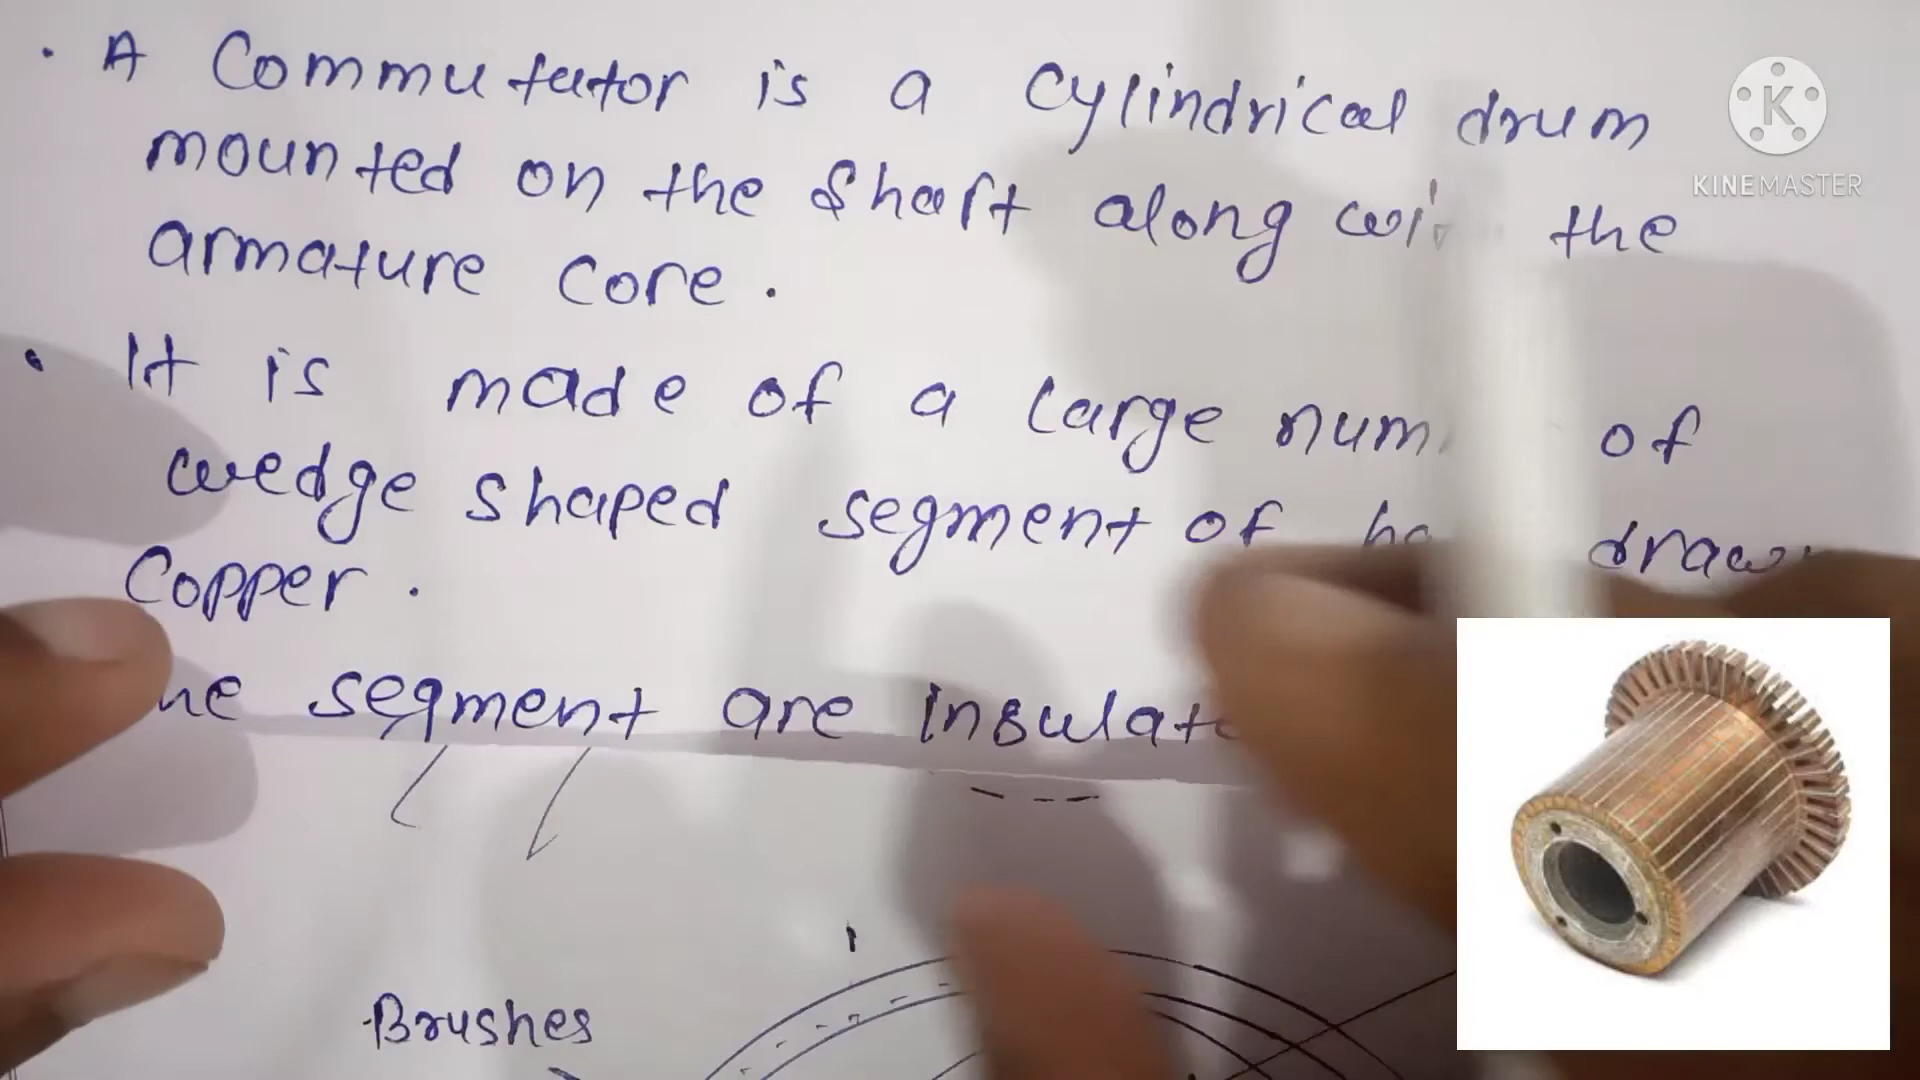 . A Commutator is a cylindrical drum
mounted on the shaft along the
armature core.
. It is made of a large of
wedge shaped segment of
Copper.
segment are
Brushes
K
KINEMASTER